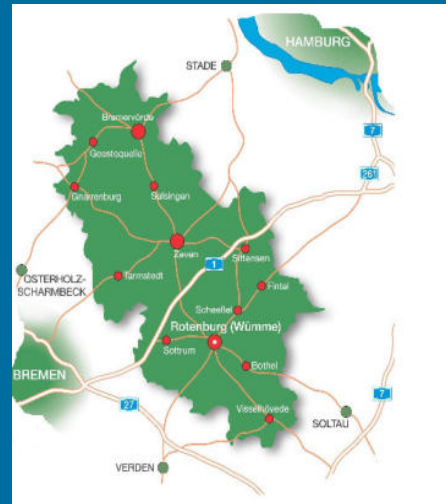 HAMBURG
STADE
Bremervörde
7
Geestequelle
261
Gnarrenburg
Selsingen
Zeven
Sittensen
1
OSTERHOLZ-
SCHARMBECK
Tarmstedt
Fintel
Scheeßel
Rotenburg (Wümme)
Sottrum
BREMEN
Bothel
7
27
Visselhövede
SOLTAU
VERDEN